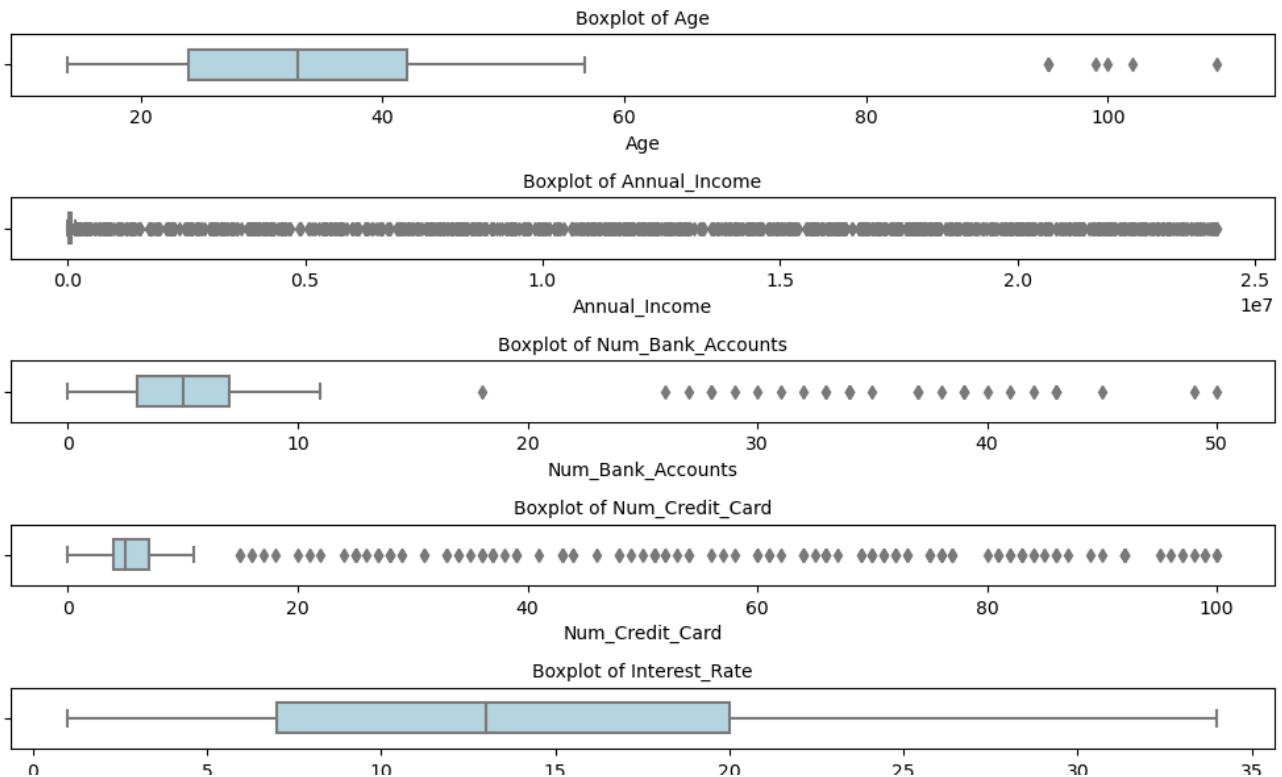 Boxplot of Age
20 40 60 80 100
Age
Boxplot of Annual_Income
0.0 0.5 1.0 1.5 2.0 2.5
1e7
Annual_Income
Boxplot of Num_Bank_Accounts
0 10 20 30 40 50
Num_Bank_Accounts
Boxplot of Num_Credit_Card
0 20 40 60 80 100
Num_Credit_Card
Boxplot of Interest_Rate
0 5 10 15 20 25 30 35